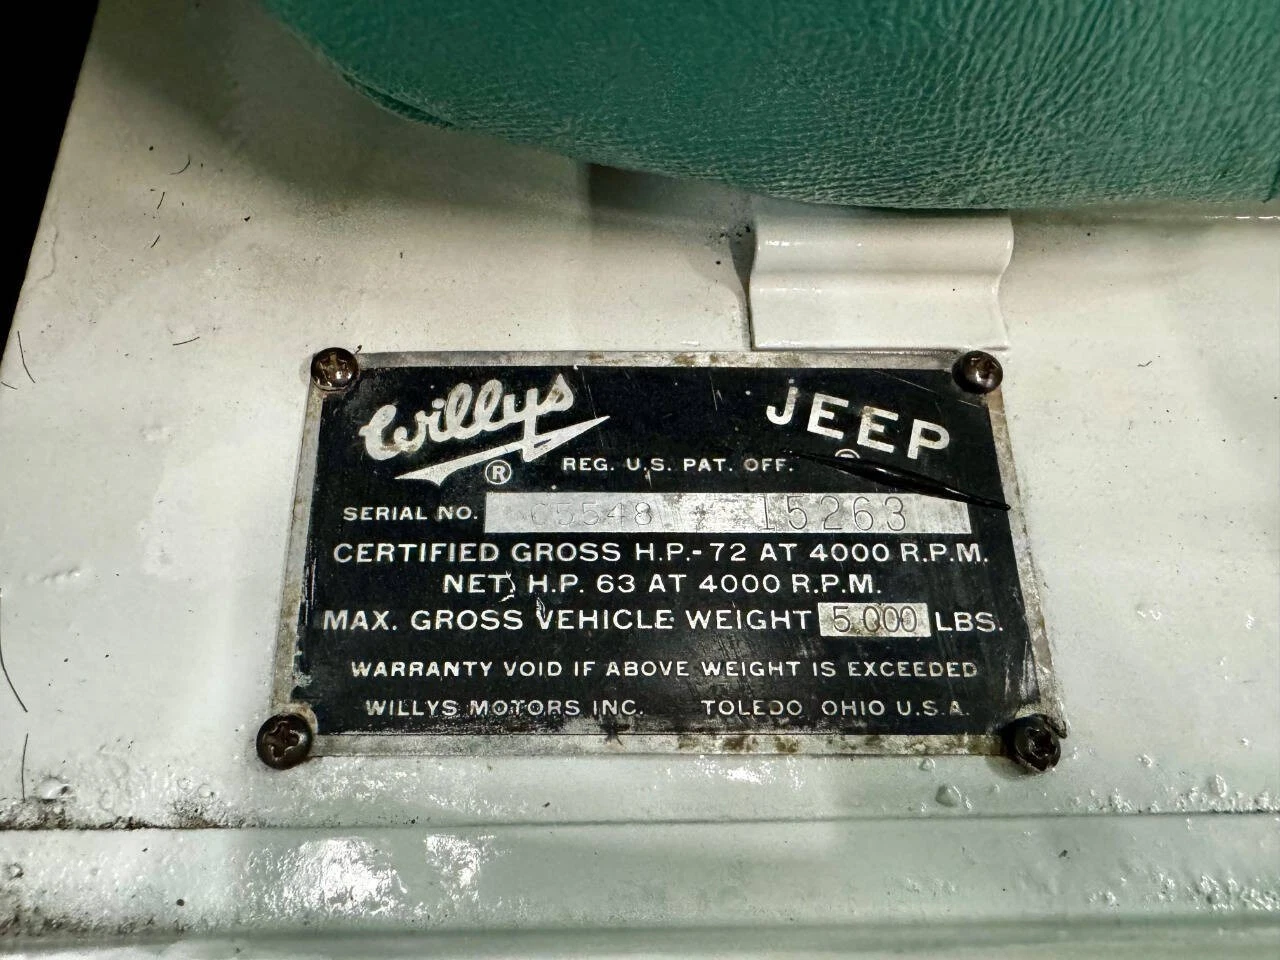 Willys JEEP
® REG. U.S. PAT. OFF. ®
SERIAL NO. C5548 15263
CERTIFIED GROSS H.P.-72 AT 4000 R.P.M.
NET. H.P. 63 AT 4000 R.P.M.
MAX. GROSS VEHICLE WEIGHT 5000 LBS.
WARRANTY VOID IF ABOVE WEIGHT IS EXCEEDED
WILLYS MOTORS INC. TOLEDO OHIO U.S.A.